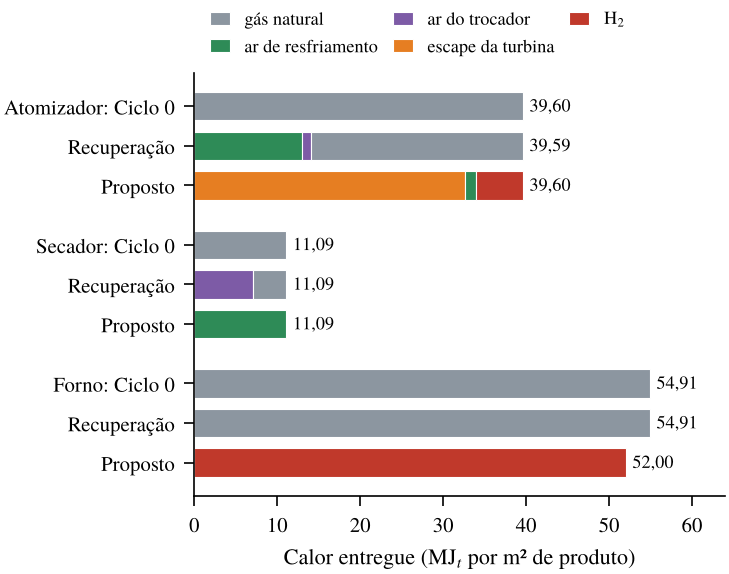 gás natural
ar do trocador
H₂
ar de resfriamento
escape da turbina
Atomizador: Ciclo 0
39,60
Recuperação
39,59
Proposto
39,60
Secador: Ciclo 0
11,09
Recuperação
11,09
Proposto
11,09
Forno: Ciclo 0
54,91
Recuperação
54,91
Proposto
52,00
0 10 20 30 40 50 60
Calor entregue (MJₜ por m² de produto)